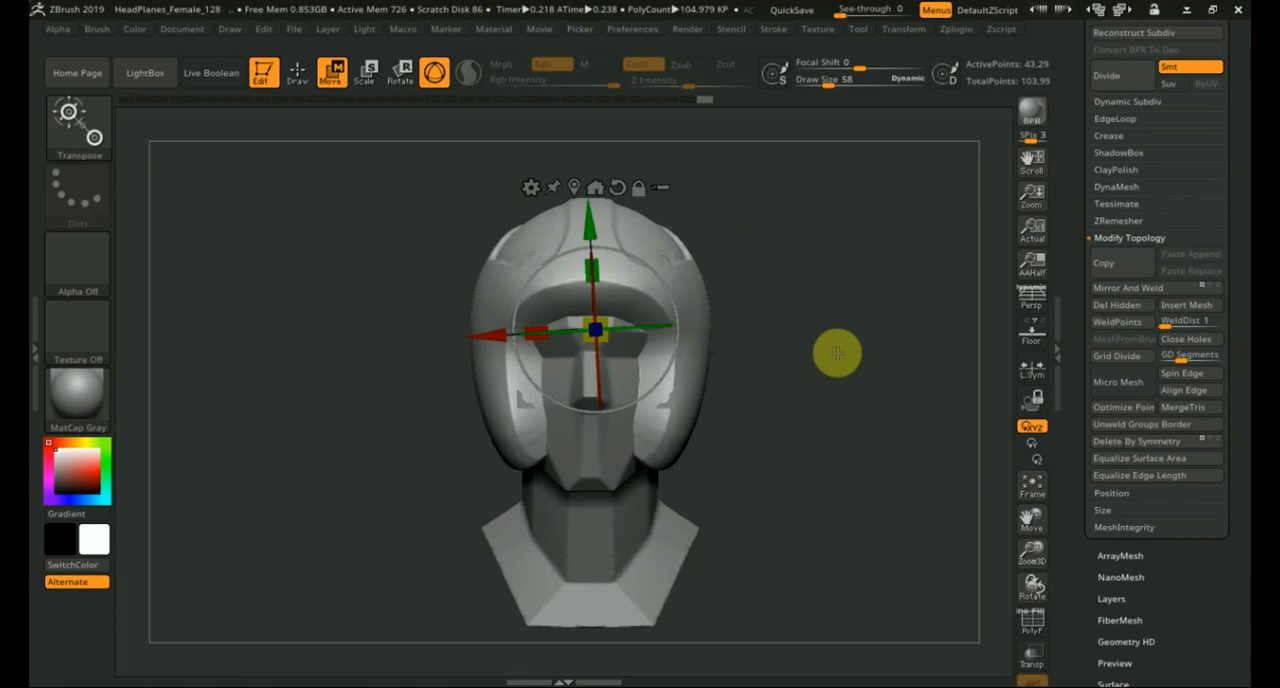 ZBrush 2019 HeadPlanes_Female_128 .. • Free Mem 0.853GB • Active Mem 726 • Scratch Disk 86 • Timer▶0.218 ATime▶0.238 • PolyCount▶104.979 KP • AC QuickSave See-through 0 Menus DefaultZScript
Alpha Brush Color Document Draw Edit File Layer Light Macro Marker Material Movie Picker Preferences Render Stencil Stroke Texture Tool Transform Zplugin Zscript
Home Page LightBox Live Boolean Edit Draw Move Scale Rotate
Mrgb Rgb M Zadd Zsub Zcut
Rgb Intensity Z Intensity
S Focal Shift 0
Draw Size 58 Dynamic
D ActivePoints: 43,29
TotalPoints: 103,99
Transpose
Dots
Alpha Off
Texture Off
MatCap Gray
Gradient
SwitchColor
Alternate
BPR
SPix 3
Scroll
Zoom
Actual
AAHalf
Dynamic
Persp
Floor
L.Sym
XYZ
Frame
Move
Zoom3D
Rotate
PolyF
Transp
Reconstruct Subdiv
Convert BPR To Geo
Divide Smt
Suv ReUV
Dynamic Subdiv
EdgeLoop
Crease
ShadowBox
ClayPolish
DynaMesh
Tessimate
ZRemesher
Modify Topology
Copy Paste Append
Paste Replace
Mirror And Weld
Del Hidden Insert Mesh
WeldPoints WeldDist 1
MeshFromBru Close Holes
Grid Divide GD Segments
Micro Mesh Spin Edge
Align Edge
Optimize Poin MergeTris
Unweld Groups Border
Delete By Symmetry
Equalize Surface Area
Equalize Edge Length
Position
Size
MeshIntegrity
ArrayMesh
NanoMesh
Layers
FiberMesh
Geometry HD
Preview
Surface